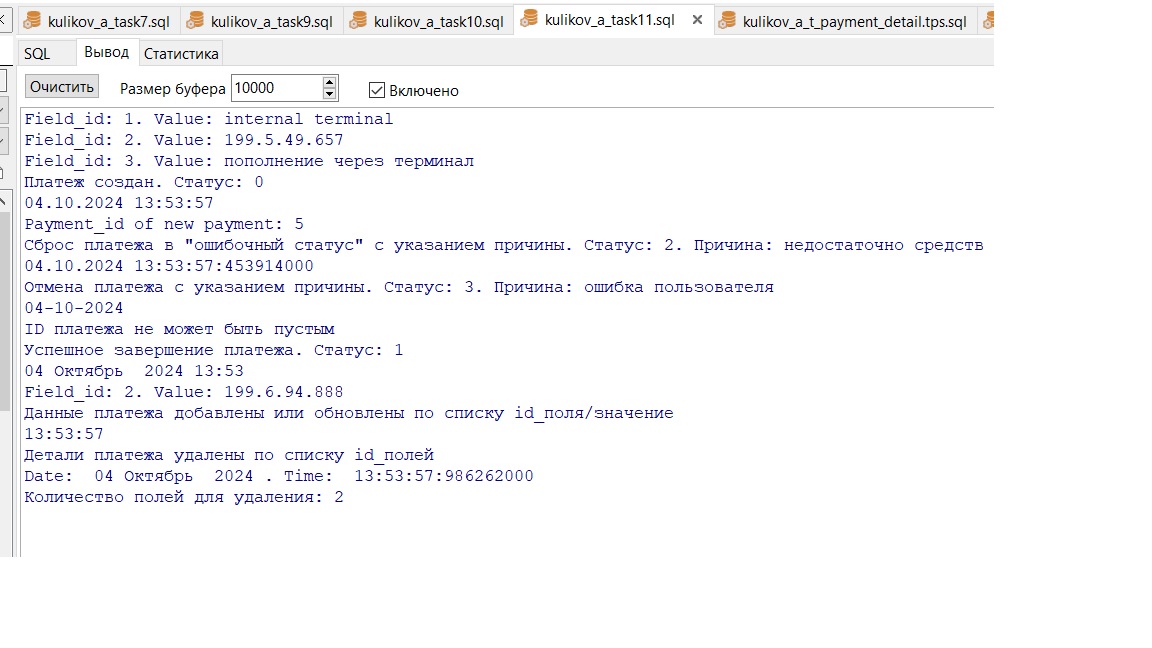 kulikov_a_task7.sql kulikov_a_task9.sql kulikov_a_task10.sql kulikov_a_task11.sql kulikov_a_t_payment_detail.tps.sql
SQL Вывод Статистика
Очистить Размер буфера 10000 Включено
Field_id: 1. Value: internal terminal
Field_id: 2. Value: 199.5.49.657
Field_id: 3. Value: пополнение через терминал
Платеж создан. Статус: 0
04.10.2024 13:53:57
Payment_id of new payment: 5
Сброс платежа в "ошибочный статус" с указанием причины. Статус: 2. Причина: недостаточно средств
04.10.2024 13:53:57:453914000
Отмена платежа с указанием причины. Статус: 3. Причина: ошибка пользователя
04-10-2024
ID платежа не может быть пустым
Успешное завершение платежа. Статус: 1
04 Октябрь  2024 13:53
Field_id: 2. Value: 199.6.94.888
Данные платежа добавлены или обновлены по списку id_поля/значение
13:53:57
Детали платежа удалены по списку id_полей
Date:  04 Октябрь  2024 . Time:  13:53:57:986262000
Количество полей для удаления: 2